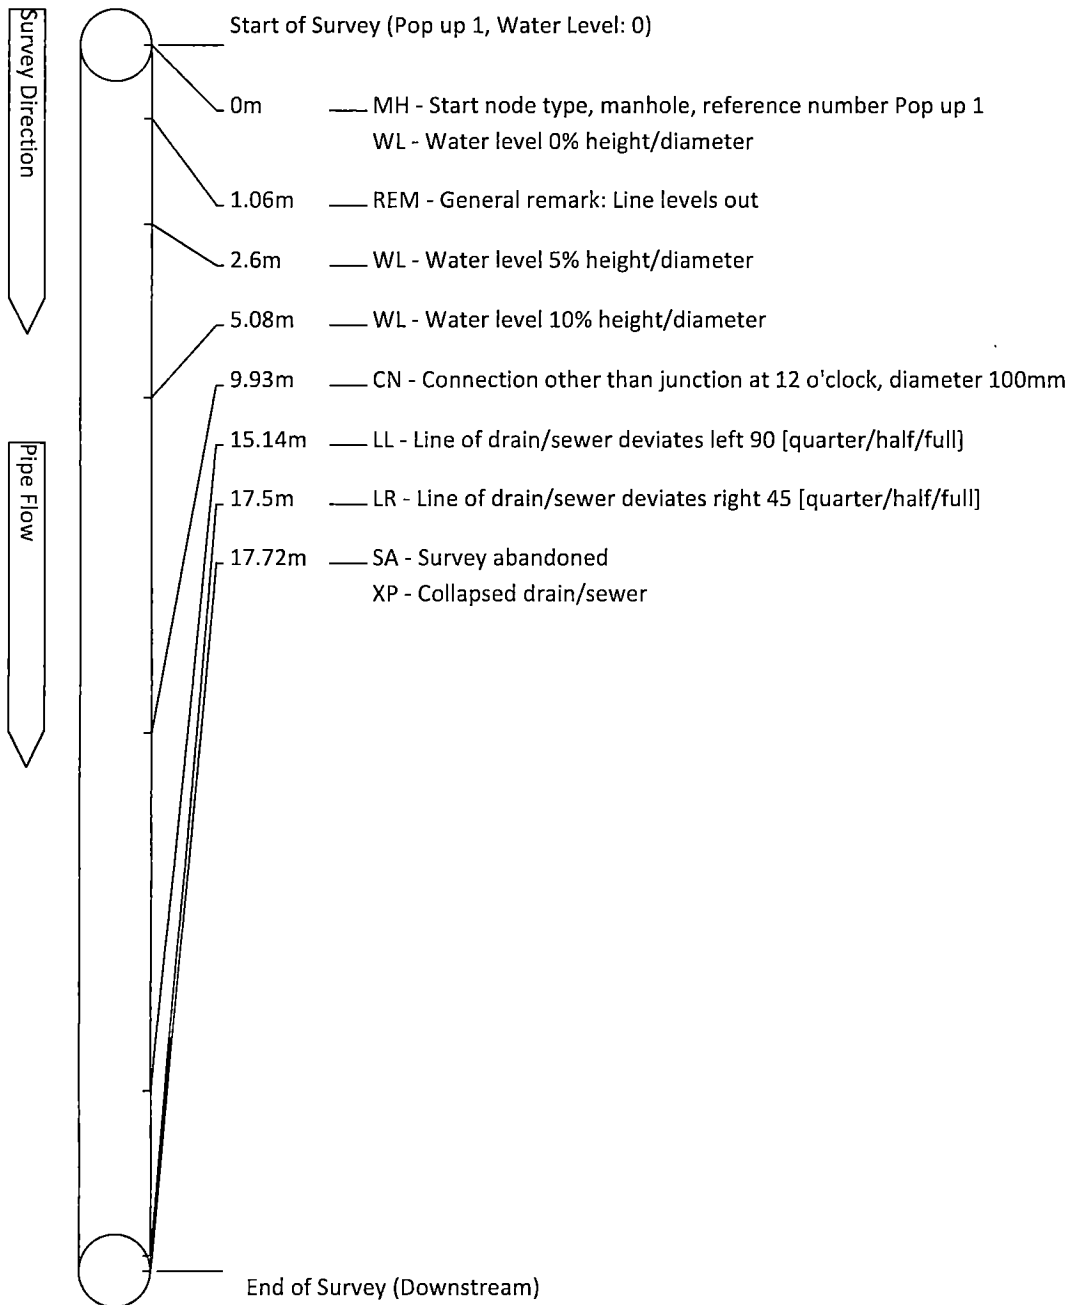 Survey Direction
Pipe Flow
Start of Survey (Pop up 1, Water Level: 0)
0m MH - Start node type, manhole, reference number Pop up 1
WL - Water level 0% height/diameter
1.06m REM - General remark: Line levels out
2.6m WL - Water level 5% height/diameter
5.08m WL - Water level 10% height/diameter
9.93m CN - Connection other than junction at 12 o'clock, diameter 100mm
15.14m LL - Line of drain/sewer deviates left 90 [quarter/half/full]
17.5m LR - Line of drain/sewer deviates right 45 [quarter/half/full]
17.72m SA - Survey abandoned
XP - Collapsed drain/sewer
End of Survey (Downstream)